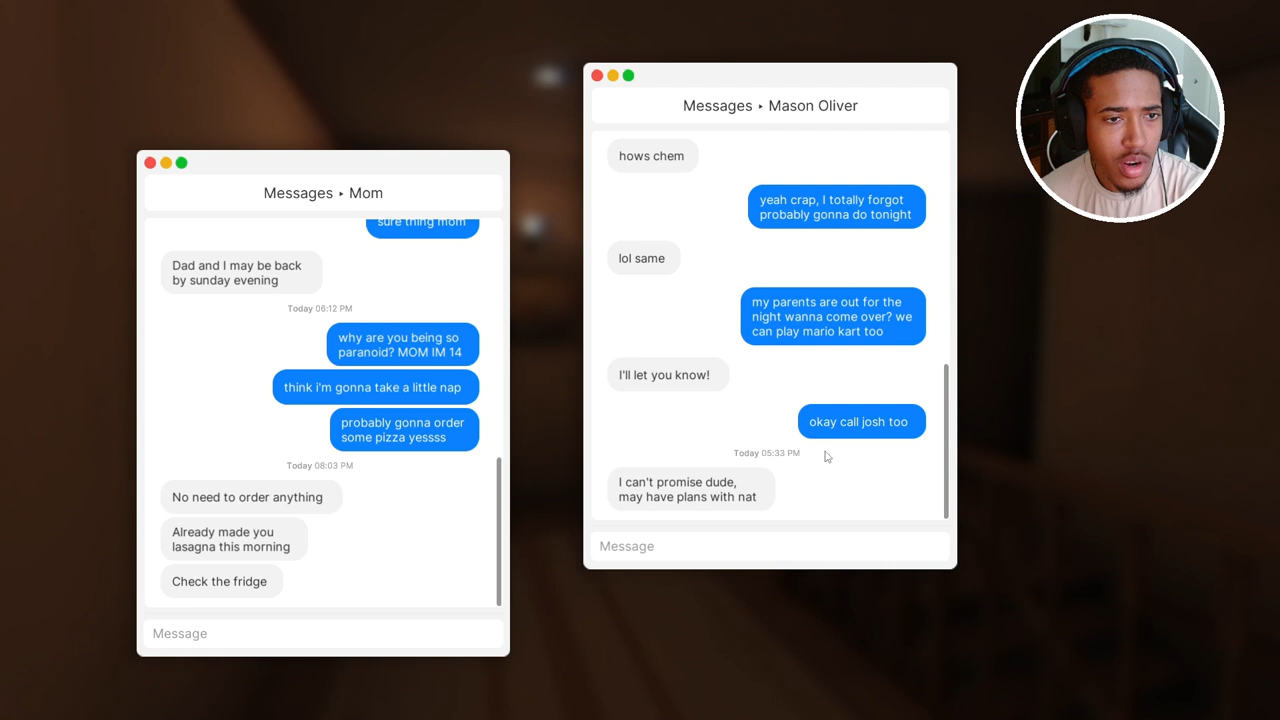 Messages ▸ Mom
sure thing mom
Dad and I may be back
by sunday evening
Today 06:12 PM
why are you being so
paranoid? MOM IM 14
think i'm gonna take a little nap
probably gonna order
some pizza yessss
Today 08:03 PM
No need to order anything
Already made you
lasagna this morning
Check the fridge
Message
Messages ▸ Mason Oliver
hows chem
yeah crap, I totally forgot
probably gonna do tonight
lol same
my parents are out for the
night wanna come over? we
can play mario kart too
I'll let you know!
okay call josh too
Today 05:33 PM
I can't promise dude,
may have plans with nat
Message